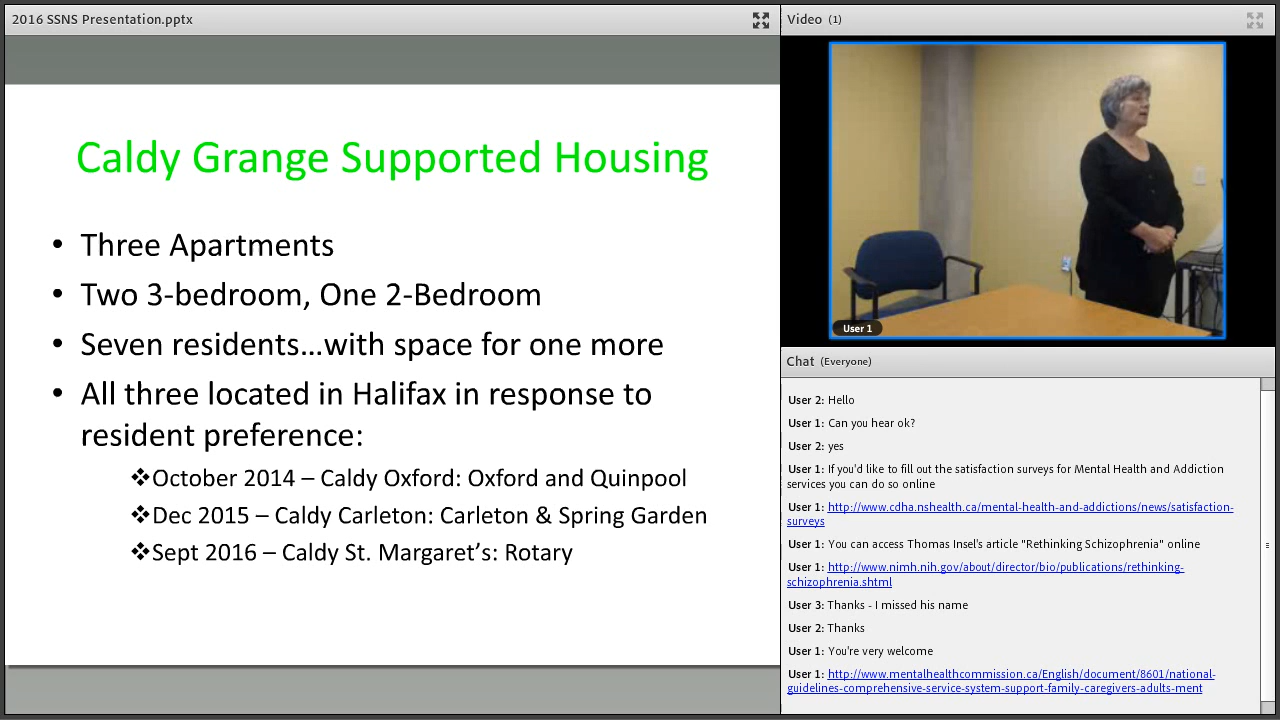 2016 SSNS Presentation.pptx
Caldy Grange Supported Housing
• Three Apartments
• Two 3-bedroom, One 2-Bedroom
• Seven residents…with space for one more
• All three located in Halifax in response to
resident preference:
❖October 2014 – Caldy Oxford: Oxford and Quinpool
❖Dec 2015 – Caldy Carleton: Carleton & Spring Garden
❖Sept 2016 – Caldy St. Margaret’s: Rotary
Video (1)
User 1
Chat (Everyone)
User 2: Hello
User 1: Can you hear ok?
User 2: yes
User 1: If you'd like to fill out the satisfaction surveys for Mental Health and Addiction
services you can do so online
User 1: http://www.cdha.nshealth.ca/mental-health-and-addictions/news/satisfaction-
surveys
User 1: You can access Thomas Insel's article "Rethinking Schizophrenia" online
User 1: http://www.nimh.nih.gov/about/director/bio/publications/rethinking-
schizophrenia.shtml
User 3: Thanks - I missed his name
User 2: Thanks
User 1: You're very welcome
User 1: http://www.mentalhealthcommission.ca/English/document/8601/national-
guidelines-comprehensive-service-system-support-family-caregivers-adults-ment